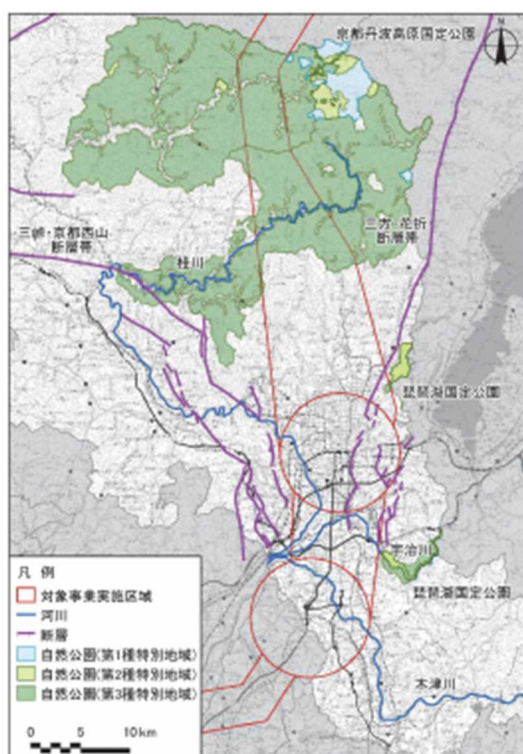 京都丹波高原国定公園
N
三峠・京都西山
断層帯
桂川
三方・花折
断層帯
琵琶湖国定公園
宇治川
琵琶湖国定公園
木津川
凡 例
対象事業実施区域
河川
断層
自然公園(第1種特別地域)
自然公園(第2種特別地域)
自然公園(第3種特別地域)
0 5 10 km